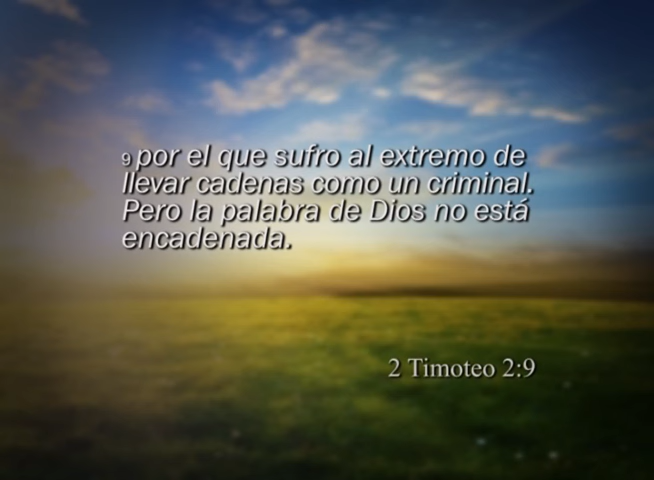 9 por el que sufro al extremo de
llevar cadenas como un criminal.
Pero la palabra de Dios no está
encadenada.
2 Timoteo 2:9